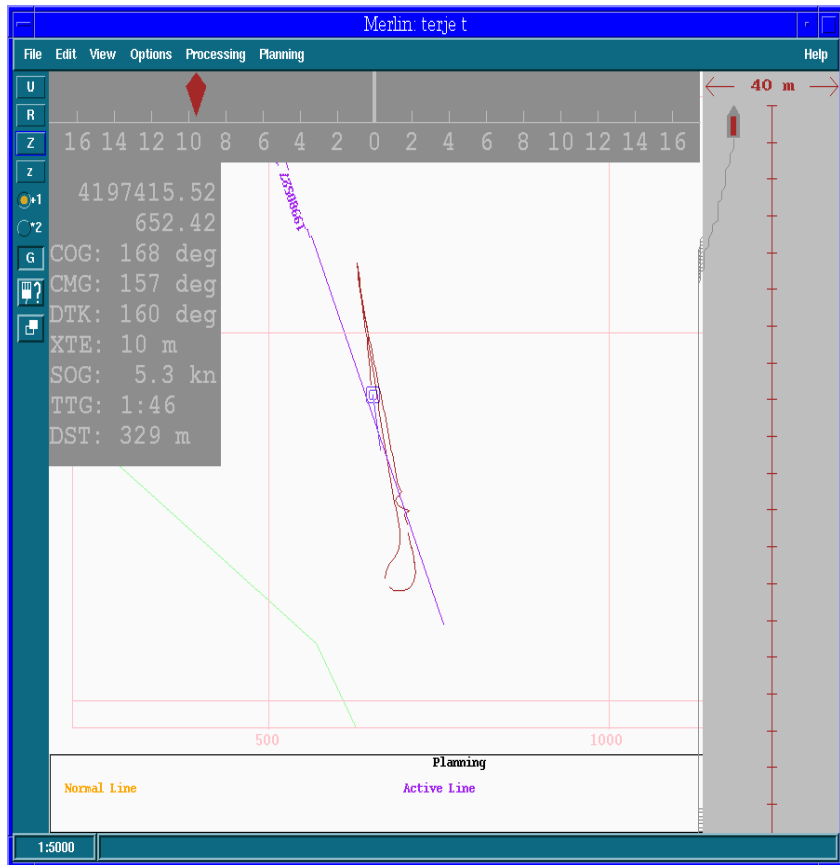 Merlin: terje t
File Edit View Options Processing Planning Help
U
R
Z
z
+1
*2
G
?
40 m
16 14 12 10 8 6 4 2 0 2 4 6 8 10 12 14 16
4197415.52
652.42
COG: 168 deg
CMG: 157 deg
DTK: 160 deg
XTE: 10 m
SOG: 5.3 kn
TTG: 1:46
DST: 329 m
500 1000
Planning
Normal Line Active Line
1:5000